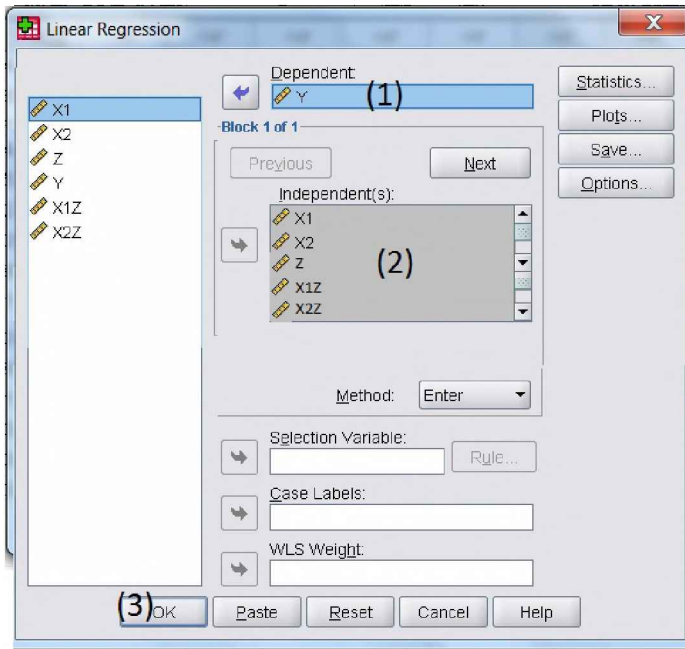 Linear Regression
X1
X2
Z
Y
X1Z
X2Z
Dependent:
Y (1)
Block 1 of 1
Previous
Next
Independent(s):
X1
X2
Z
X1Z
X2Z
(2)
Method: Enter
Selection Variable:
Rule...
Case Labels:
WLS Weight:
Statistics...
Plots...
Save...
Options...
(3) OK Paste Reset Cancel Help